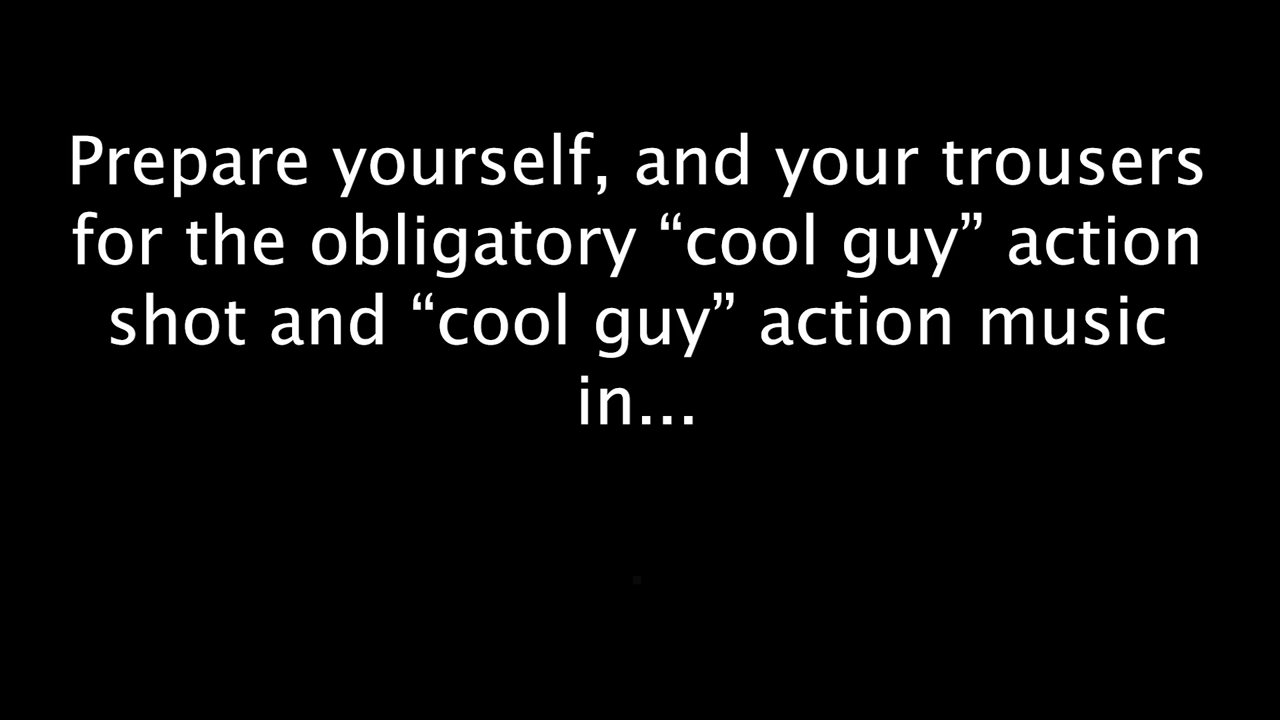 Prepare yourself, and your trousers
for the obligatory “cool guy” action
shot and “cool guy” action music
in...